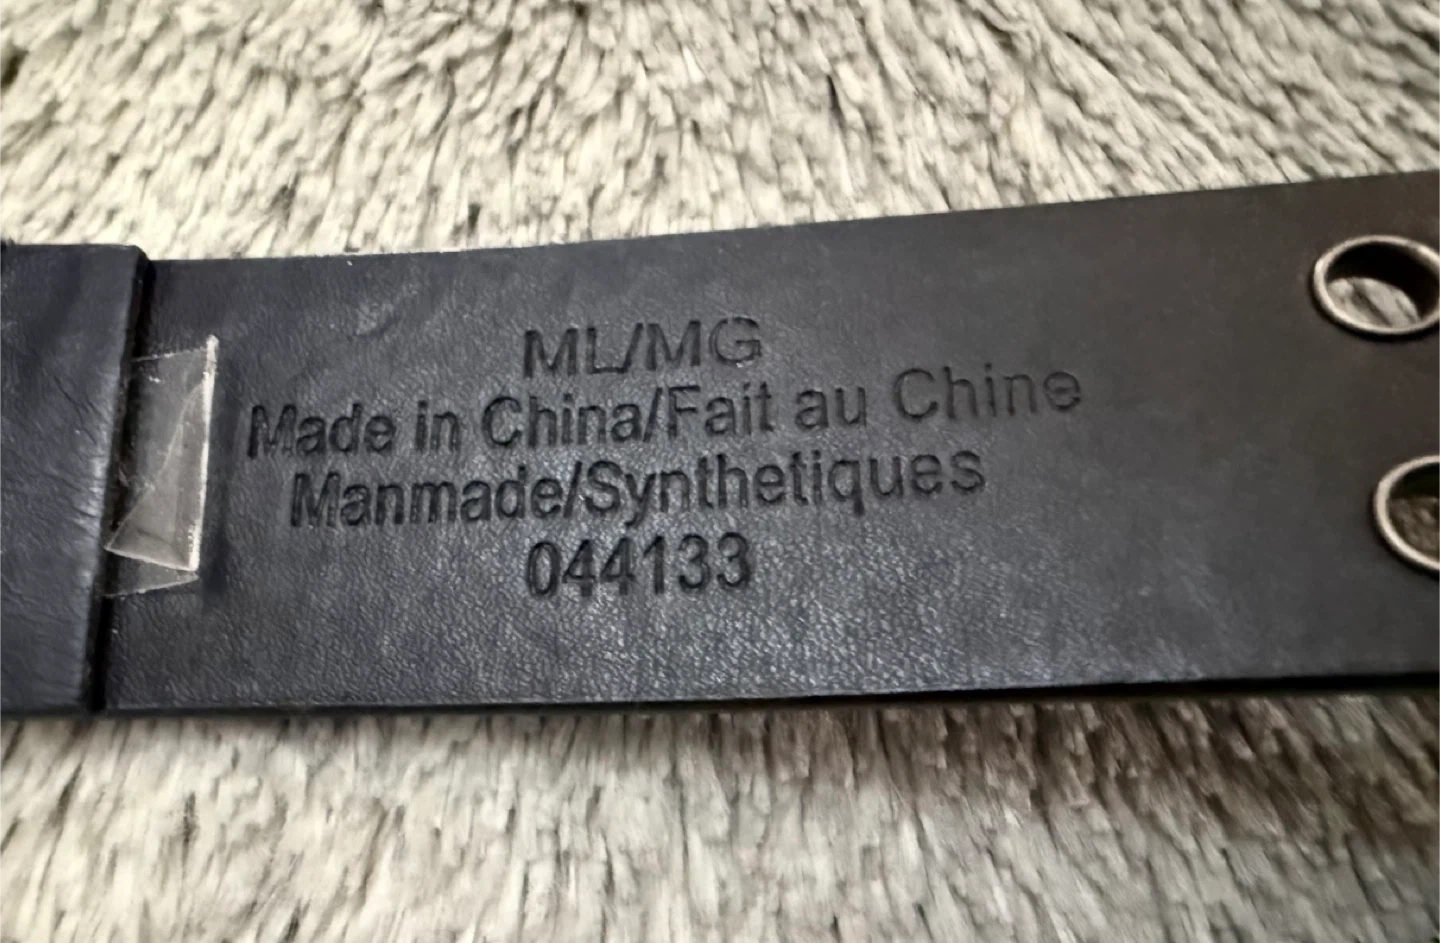 ML/MG
Made in China/Fait au Chine
Manmade/Synthetiques
044133